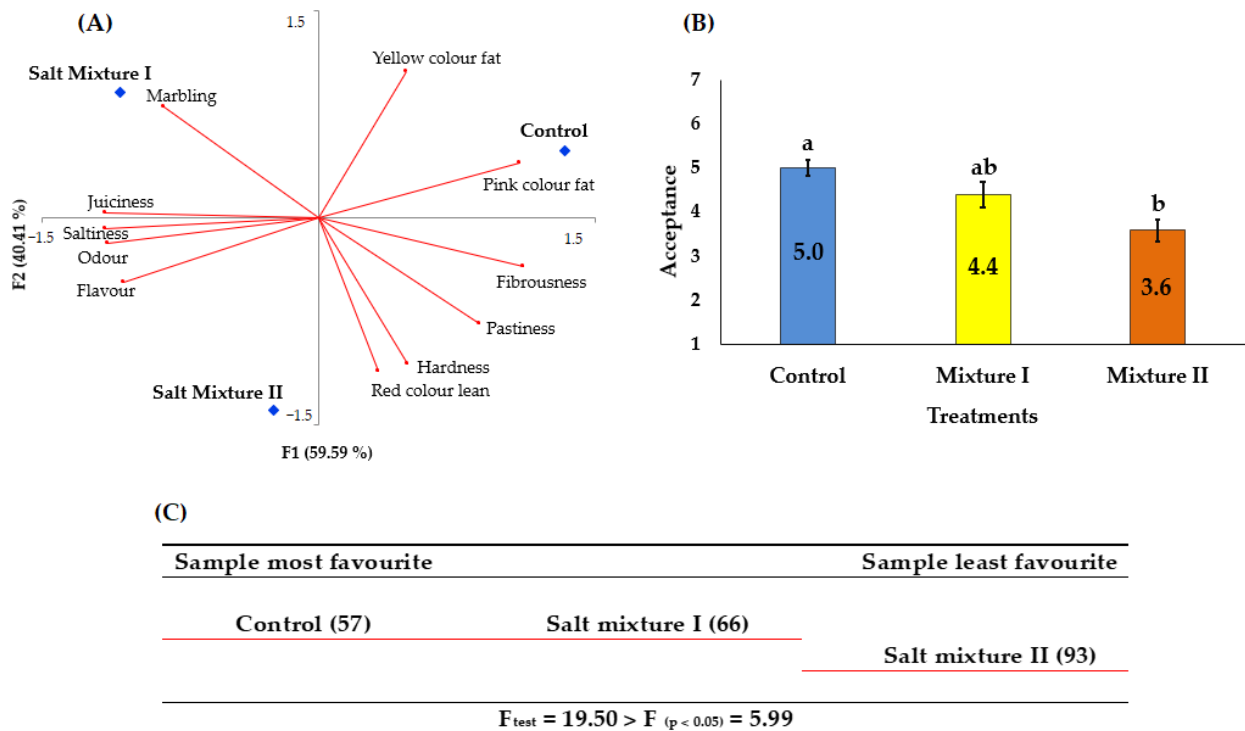 (A)
1.5
Yellow colour fat
Salt Mixture I
Marbling
Control
Pink colour fat
Juiciness
−1.5
Saltiness
1.5
Odour
Fibrousness
Flavour
Pastiness
Hardness
Red colour lean
Salt Mixture II
−1.5
F2 (40.41 %)
F1 (59.59 %)
(B)
7
6
5
4
3
2
1
Acceptance
a
ab
b
5.0
4.4
3.6
Control
Mixture I
Mixture II
Treatments
(C)
Sample most favourite Sample least favourite
Control (57) Salt mixture I (66)
Salt mixture II (93)
Ftest = 19.50 > F (p < 0.05) = 5.99